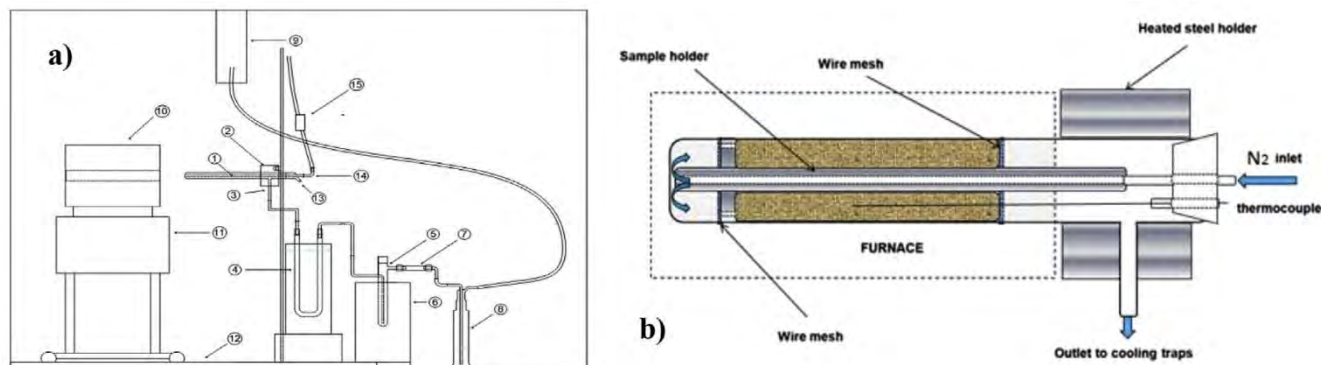 a)
9
15
10
2
1
3
14
13
11
5
7
4
6
8
12
Heated steel holder
Wire mesh
Sample holder
N2 inlet
thermocouple
FURNACE
b)
Wire mesh
Outlet to cooling traps